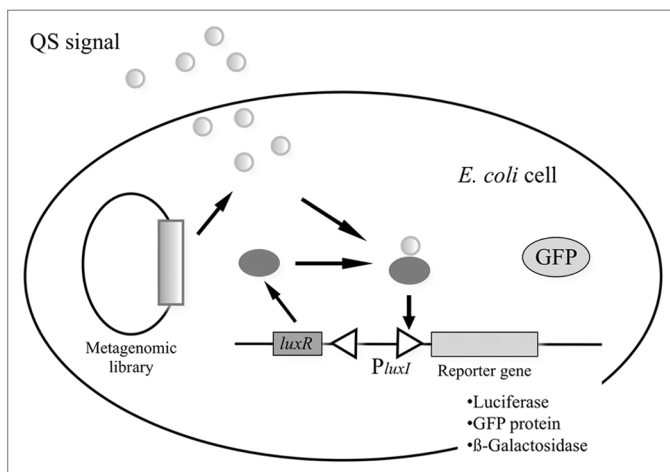 QS signal
E. coli cell
GFP
Metagenomic
library
luxR
PluxI
Reporter gene
•Luciferase
•GFP protein
•ß-Galactosidase